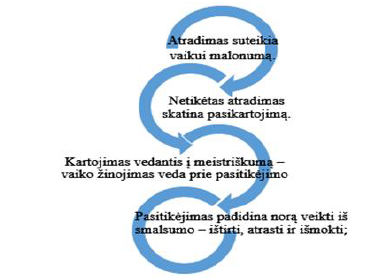 Atradimas suteikia
vaikui malonumą.
Netikėtas atradimas
skatina pasikartojimą.
Kartojimas vedantis į meistriškumą –
vaiko žinojimas veda prie pasitikėjimo
Pasitikėjimas padidina norą veikti iš
smalsumo – ištirti, atrasti ir išmokti;